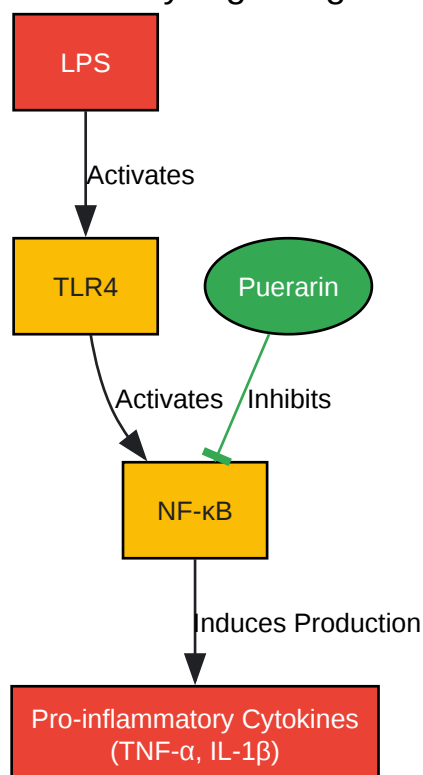 LPS
Activates
TLR4
Puerarin
Activates
Inhibits
NF-κB
Induces Production
Pro-inflammatory Cytokines
(TNF-α, IL-1β)